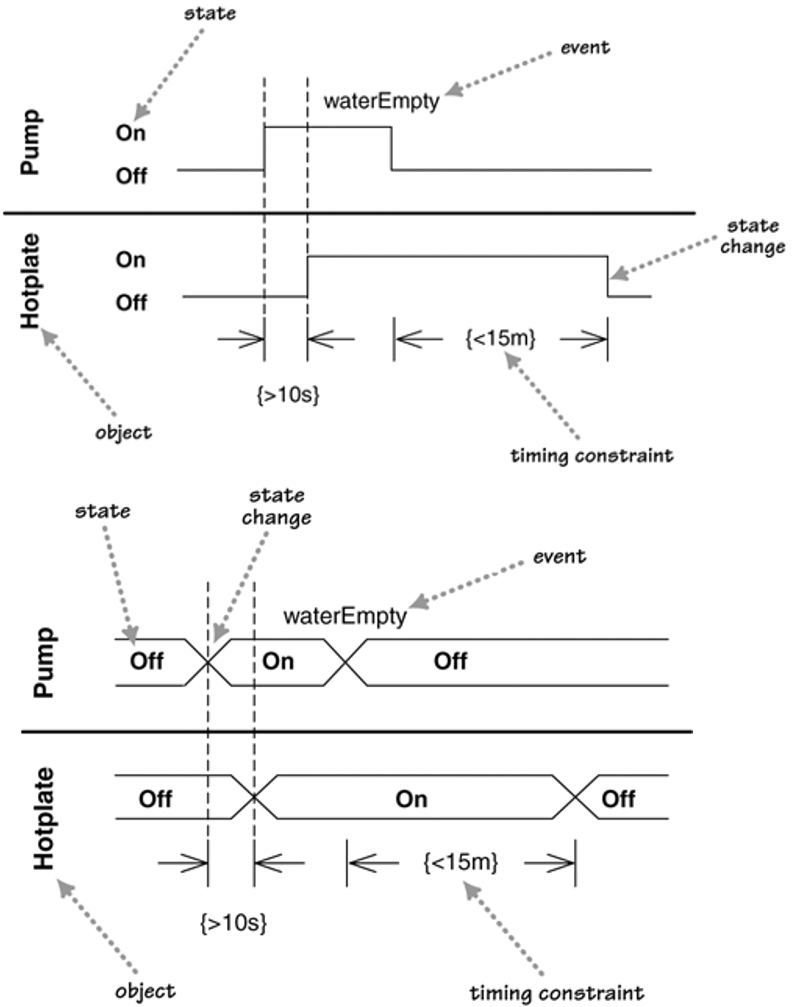 state
event
waterEmpty
Pump
On
Off
state
change
Hotplate
On
Off
{<15m}
{>10s}
object
timing constraint
state
state
change
event
waterEmpty
Pump
Off
On
Off
Hotplate
Off
On
Off
{<15m}
{>10s}
object
timing constraint